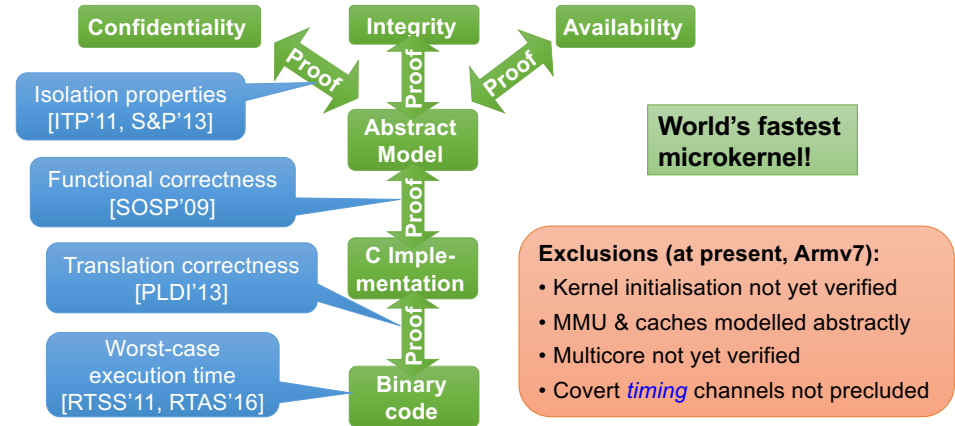 Confidentiality
Integrity
Availability
Proof
Proof
Proof
Isolation properties
[ITP'11, S&P'13]
Abstract
Model
World's fastest
microkernel!
Functional correctness
[SOSP'09]
Proof
C Imple-
mentation
Translation correctness
[PLDI'13]
Proof
Worst-case
execution time
[RTSS'11, RTAS'16]
Binary
code
Exclusions (at present, Armv7):
• Kernel initialisation not yet verified
• MMU & caches modelled abstractly
• Multicore not yet verified
• Covert timing channels not precluded